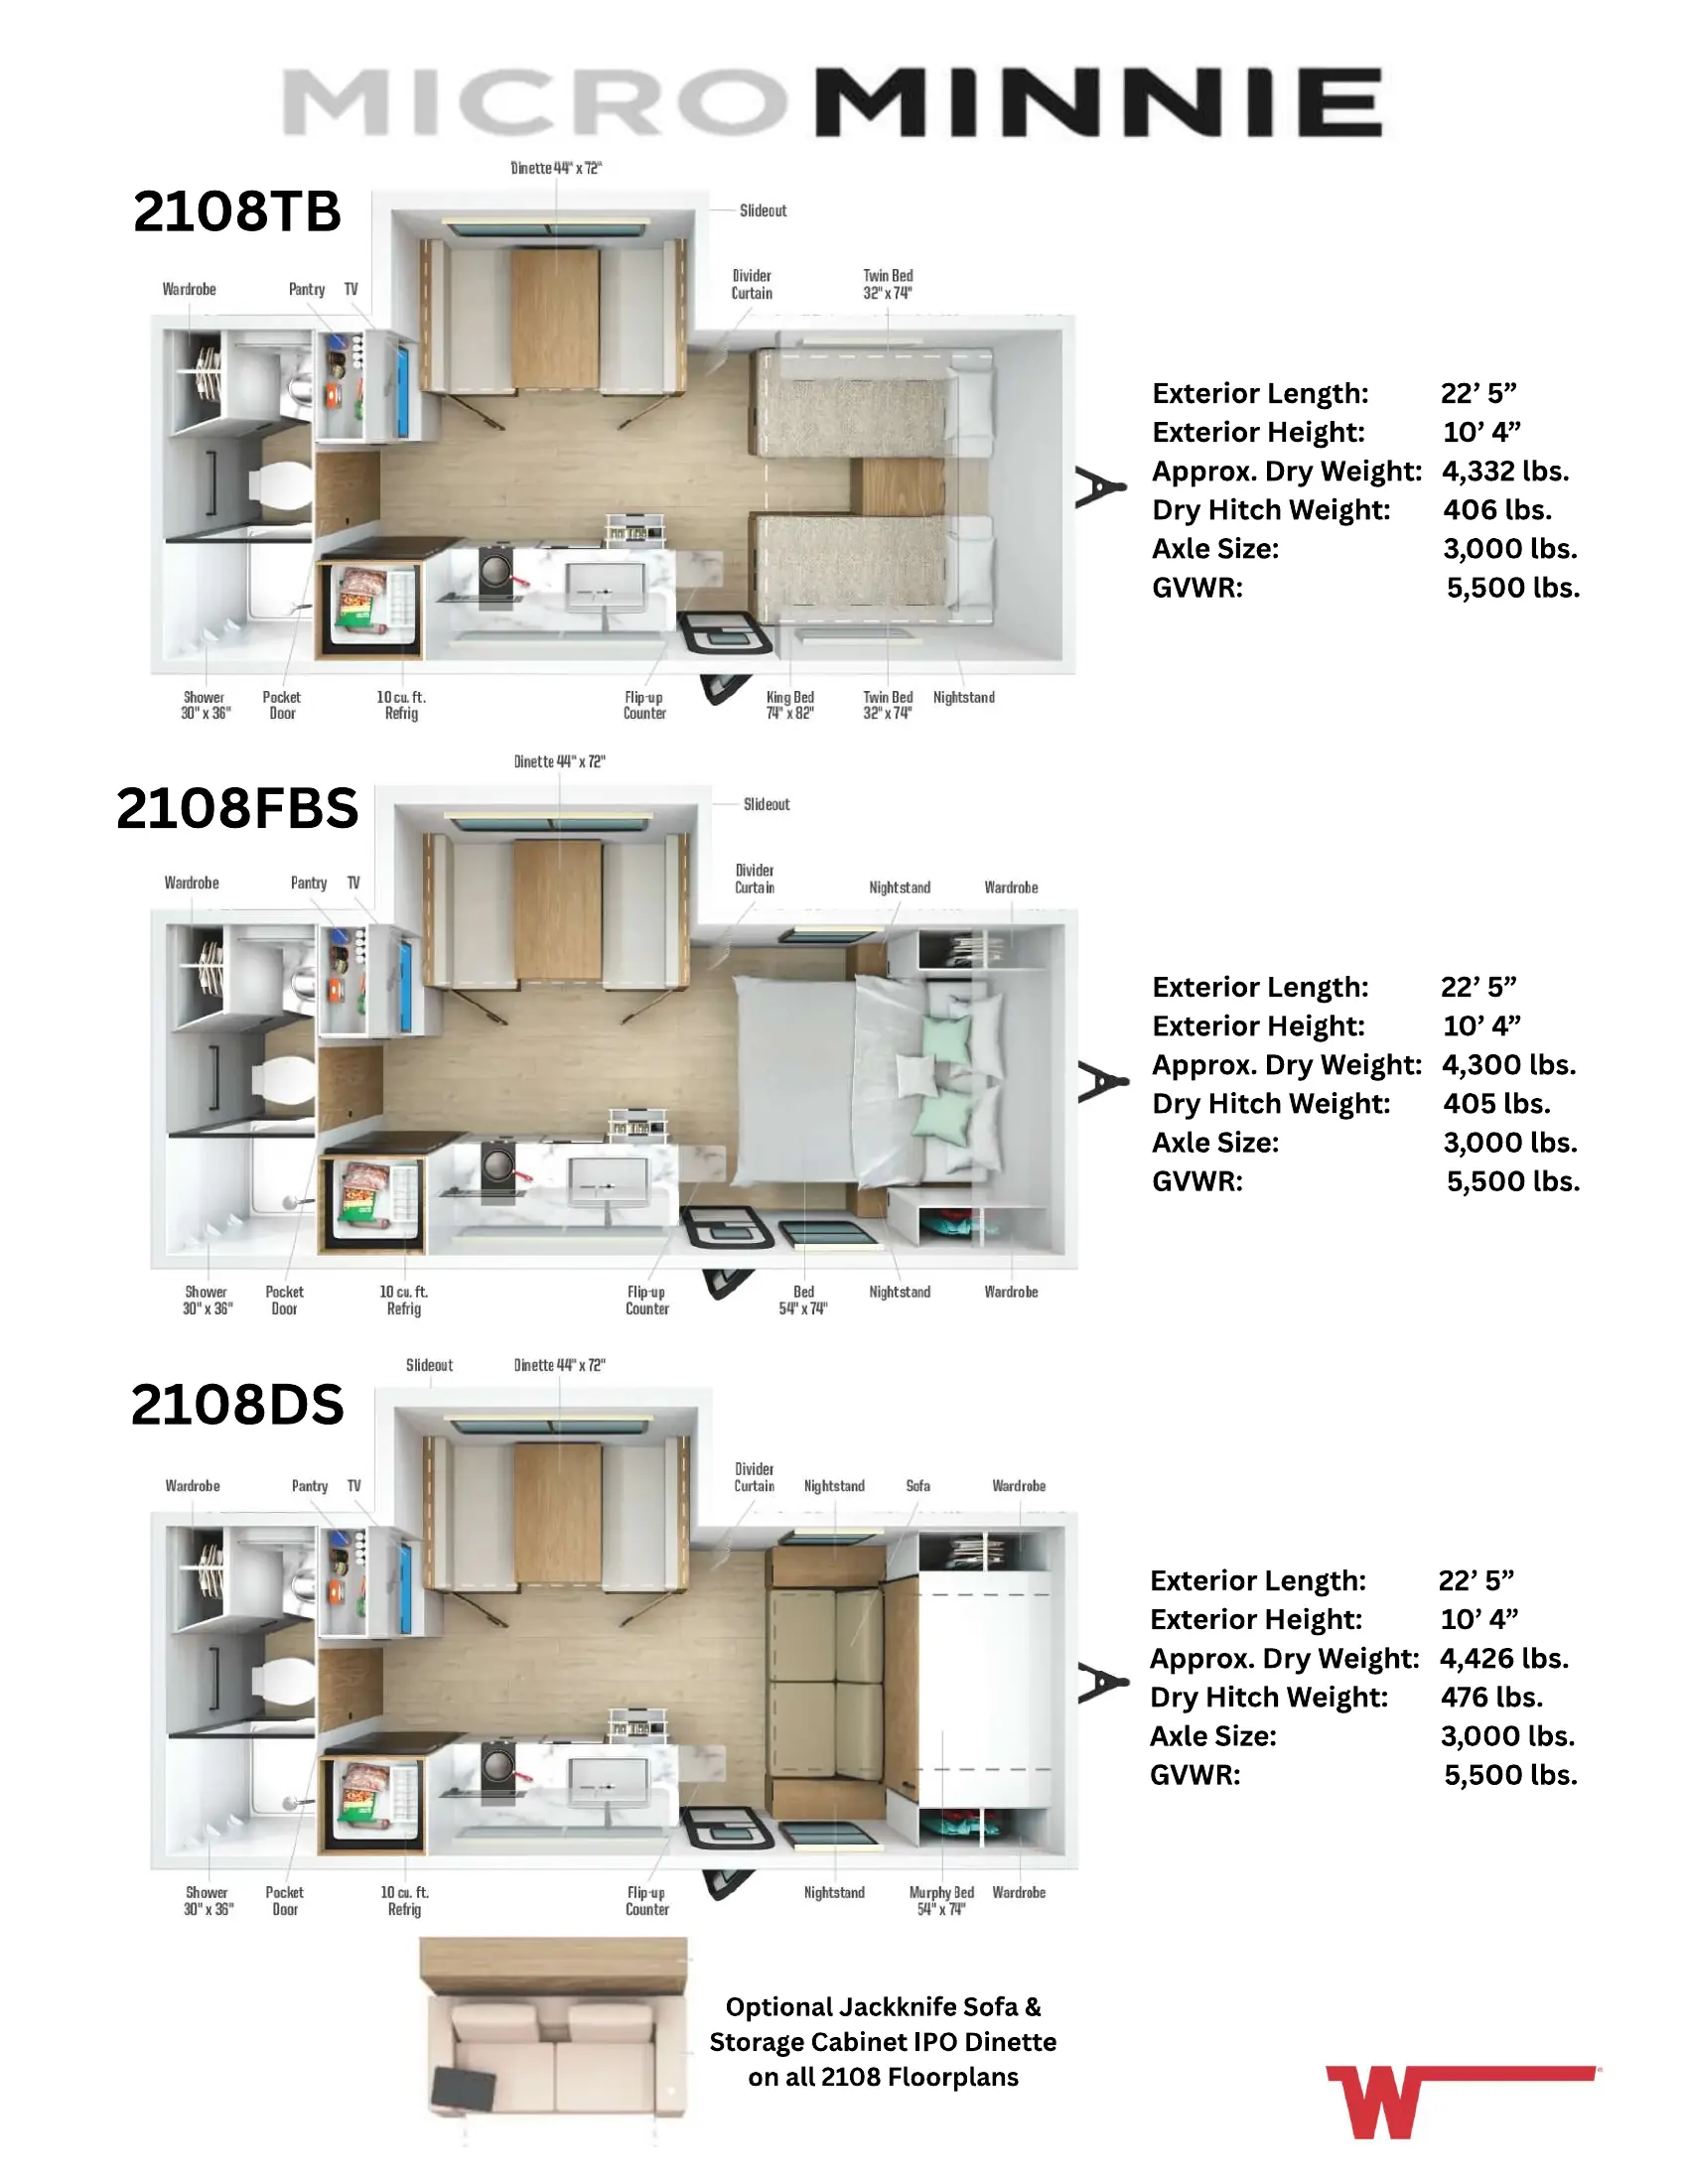 MICROMINNIE
2108TB
Dinette 44" x 72"
Slideout
Wardrobe
Pantry
TV
Divider
Curtain
Twin Bed
32" x 74"
Exterior Length: 22’ 5”
Exterior Height: 10’ 4”
Approx. Dry Weight: 4,332 lbs.
Dry Hitch Weight: 406 lbs.
Axle Size: 3,000 lbs.
GVWR: 5,500 lbs.
Shower
30" x 36"
Pocket
Door
10 cu. ft.
Refrig
Flip-up
Counter
King Bed
74" x 82"
Twin Bed
32" x 74"
Nightstand
2108FBS
Dinette 44" x 72"
Slideout
Wardrobe
Pantry
TV
Divider
Curtain
Nightstand
Wardrobe
Exterior Length: 22’ 5”
Exterior Height: 10’ 4”
Approx. Dry Weight: 4,300 lbs.
Dry Hitch Weight: 405 lbs.
Axle Size: 3,000 lbs.
GVWR: 5,500 lbs.
Shower
30" x 36"
Pocket
Door
10 cu. ft.
Refrig
Flip-up
Counter
Bed
54" x 74"
Nightstand
Wardrobe
2108DS
Slideout
Dinette 44" x 72"
Wardrobe
Pantry
TV
Divider
Curtain
Nightstand
Sofa
Wardrobe
Exterior Length: 22’ 5”
Exterior Height: 10’ 4”
Approx. Dry Weight: 4,426 lbs.
Dry Hitch Weight: 476 lbs.
Axle Size: 3,000 lbs.
GVWR: 5,500 lbs.
Shower
30" x 36"
Pocket
Door
10 cu. ft.
Refrig
Flip-up
Counter
Nightstand
Murphy Bed
54" x 74"
Wardrobe
Optional Jackknife Sofa &
Storage Cabinet IPO Dinette
on all 2108 Floorplans
W